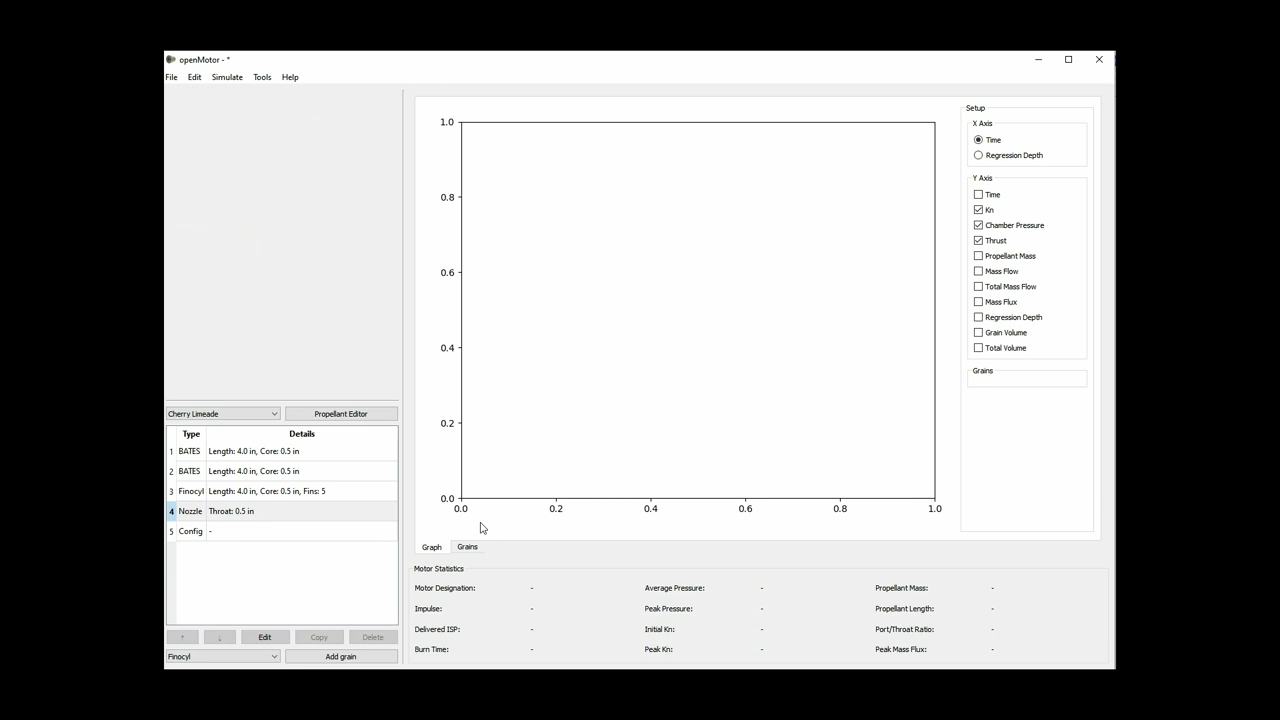 openMotor - *
File Edit Simulate Tools Help
Setup
X Axis
Time
Regression Depth
Y Axis
Time
Kn
Chamber Pressure
Thrust
Propellant Mass
Mass Flow
Total Mass Flow
Mass Flux
Regression Depth
Grain Volume
Total Volume
Grains
1.0
0.8
0.6
0.4
0.2
0.0
0.0 0.2 0.4 0.6 0.8 1.0
Graph Grains
Cherry Limeade Propellant Editor
Type Details
1 BATES Length: 4.0 in, Core: 0.5 in
2 BATES Length: 4.0 in, Core: 0.5 in
3 Finocyl Length: 4.0 in, Core: 0.5 in, Fins: 5
4 Nozzle Throat: 0.5 in
5 Config -
↑ ↓ Edit Copy Delete
Finocyl Add grain
Motor Statistics
Motor Designation: - Average Pressure: - Propellant Mass: -
Impulse: - Peak Pressure: - Propellant Length: -
Delivered ISP: - Initial Kn: - Port/Throat Ratio: -
Burn Time: - Peak Kn: - Peak Mass Flux: -